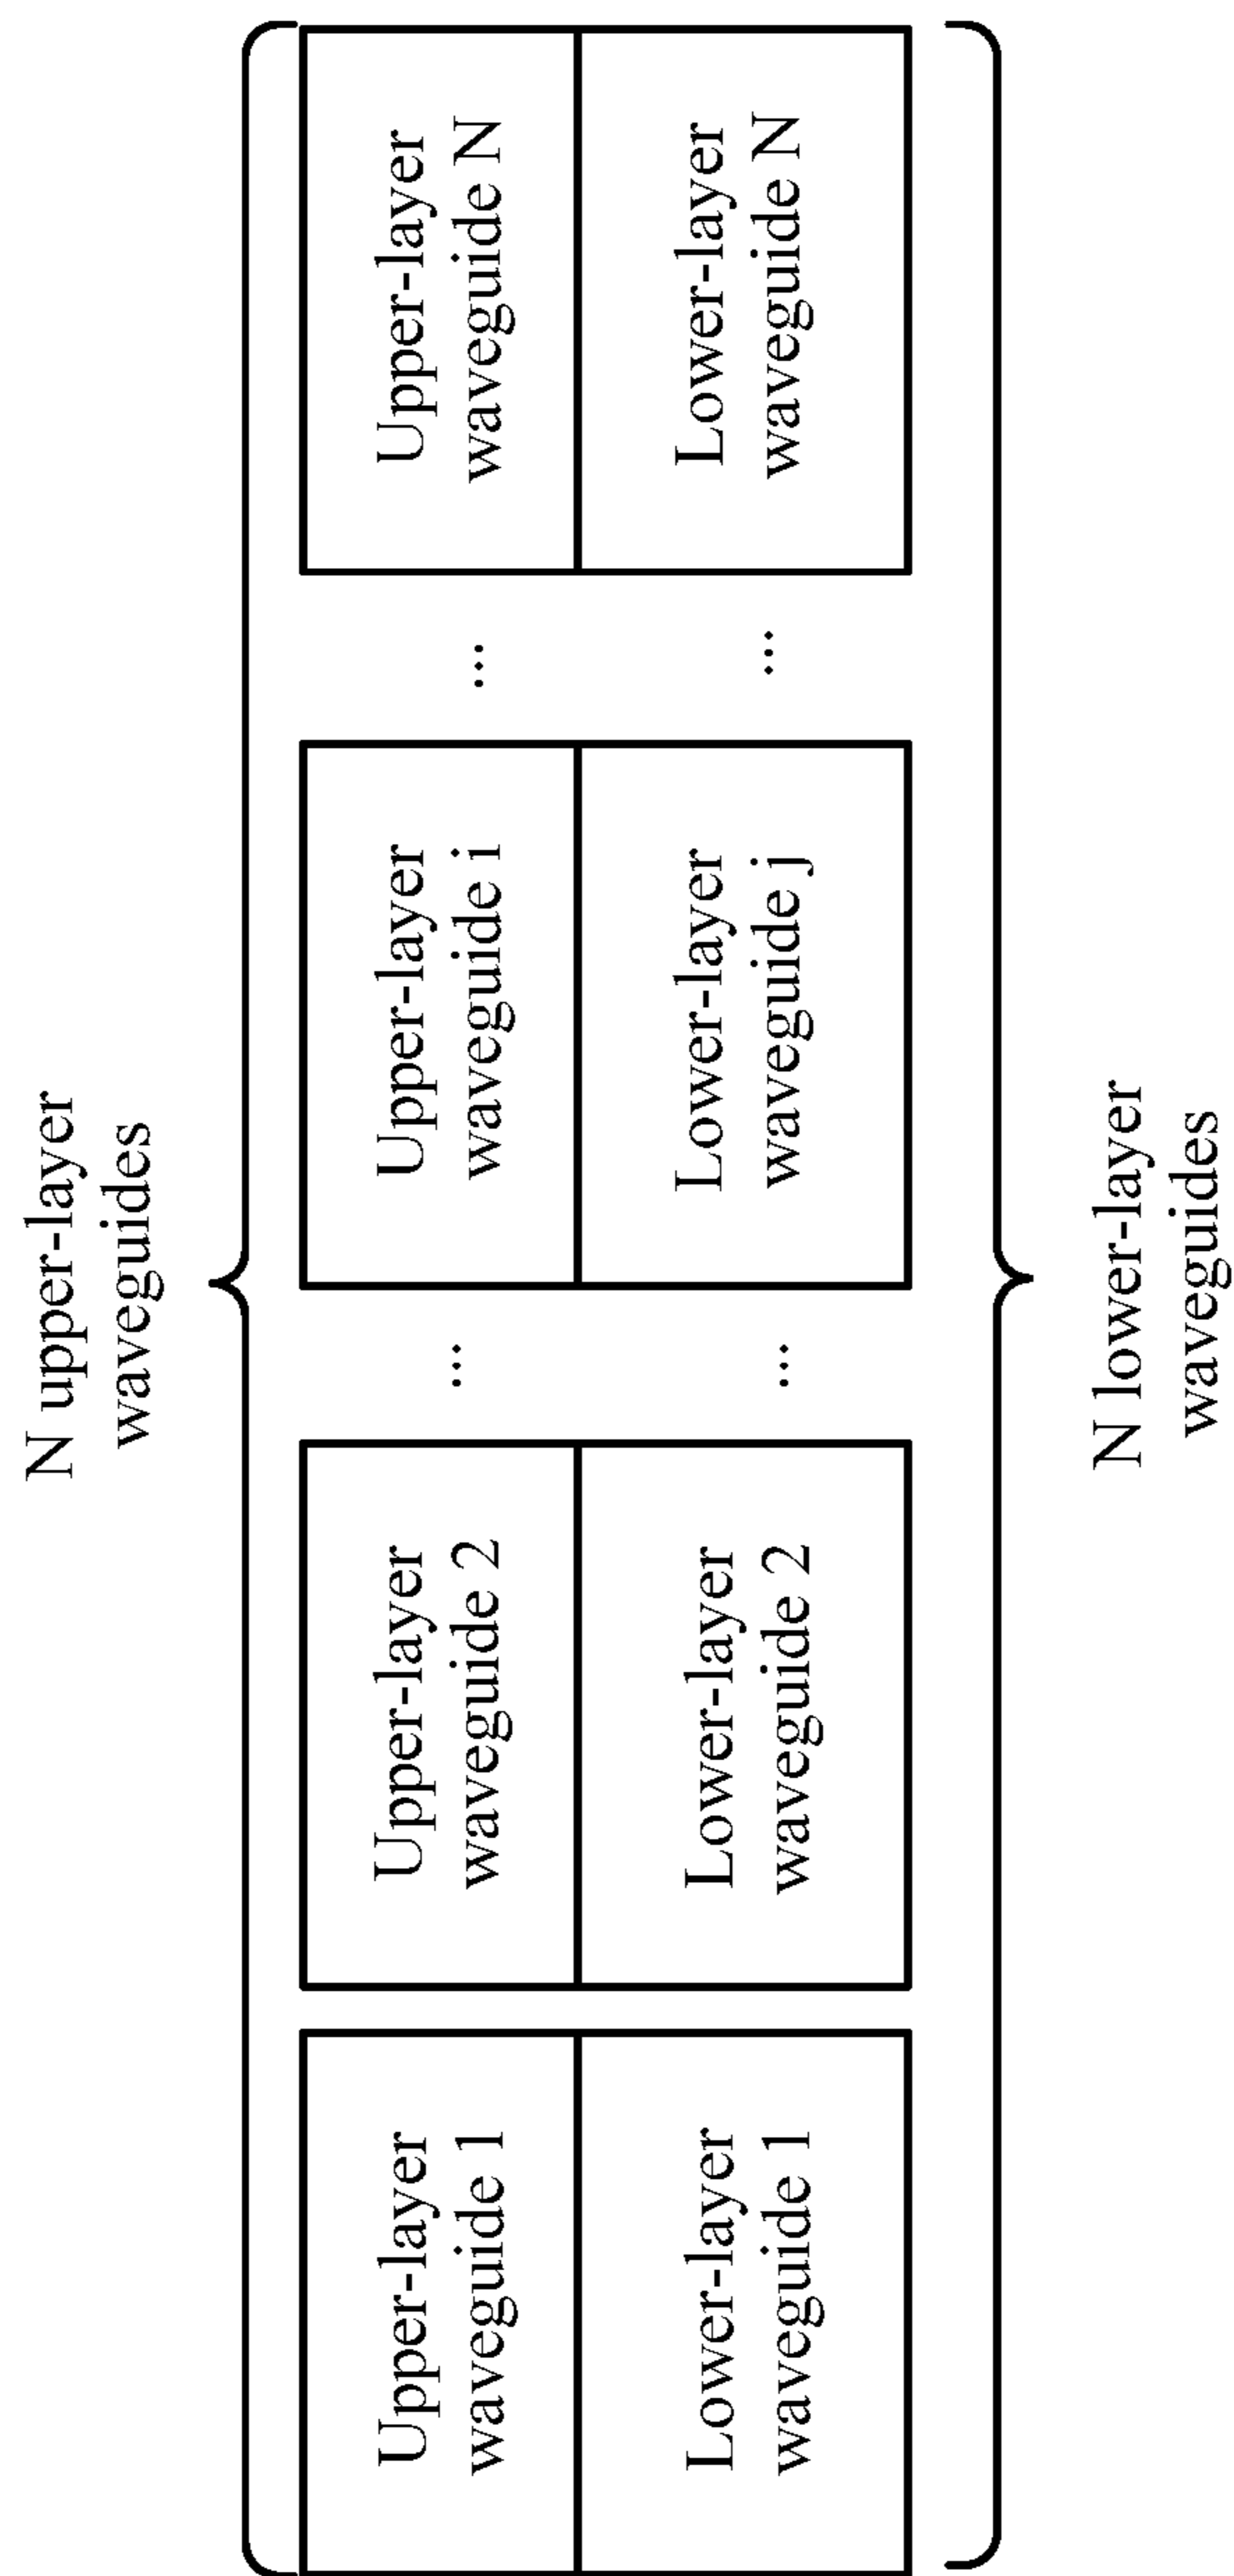 N upper-layer
waveguides
Upper-layer
waveguide 1
Upper-layer
waveguide 2
...
Upper-layer
waveguide i
...
Upper-layer
waveguide N
Lower-layer
waveguide 1
Lower-layer
waveguide 2
...
Lower-layer
waveguide j
...
Lower-layer
waveguide N
N lower-layer
waveguides